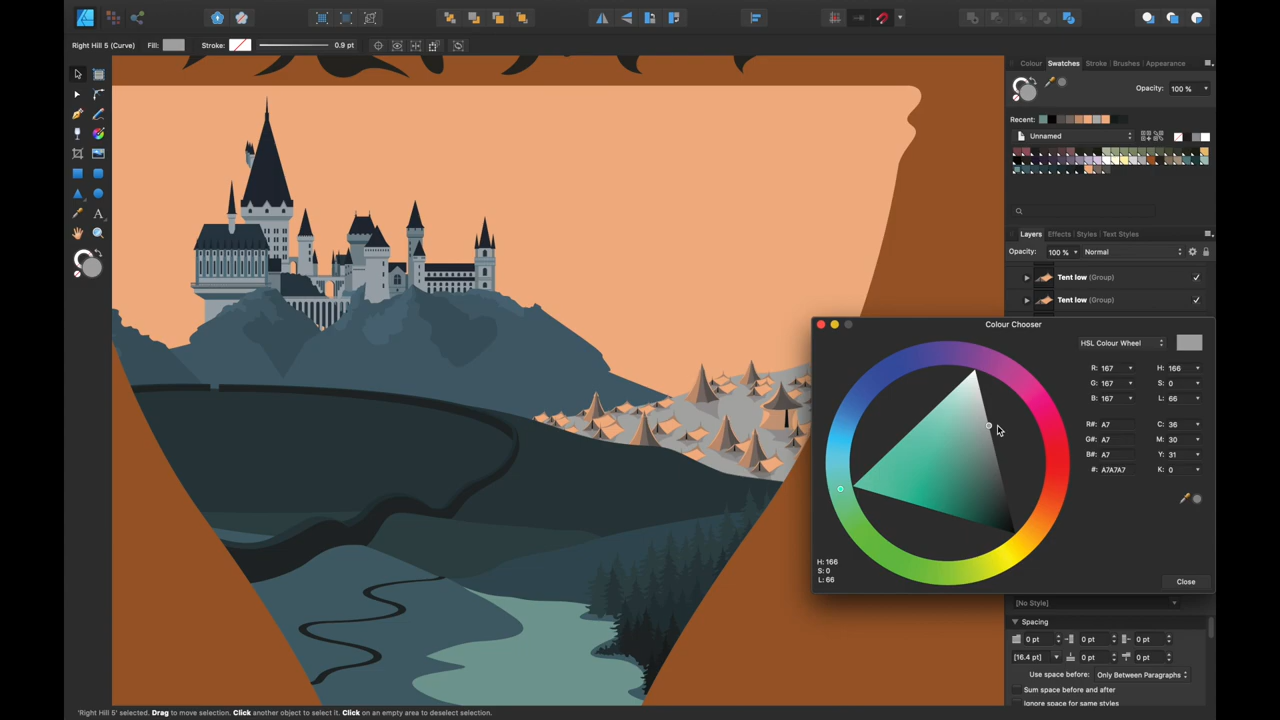 Right Hill 5 (Curve) Fill: Stroke: 0.9 pt
Colour Swatches Stroke Brushes Appearance
Opacity: 100 %
Recent:
Unnamed
Layers Effects Styles Text Styles
Opacity: 100 % Normal
Tent low (Group)
Tent low (Group)
Colour Chooser
HSL Colour Wheel
R: 167 H: 166
G: 167 S: 0
B: 167 L: 66
R#: A7 C: 36
G#: A7 M: 30
B#: A7 Y: 31
#: A7A7A7 K: 0
H: 166
S: 0
L: 66
Close
[No Style]
Spacing
0 pt 0 pt 0 pt
[16.4 pt] 0 pt 0 pt
Use space before: Only Between Paragraphs
Sum space before and after
Ignore space for same styles
'Right Hill 5' selected. Drag to move selection. Click another object to select it. Click on an empty area to deselect selection.
A